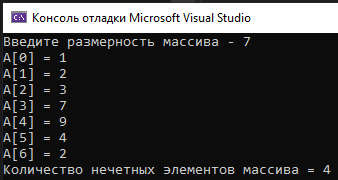 Консоль отладки Microsoft Visual Studio
Введите размерность массива - 7
A[0] = 1
A[1] = 2
A[2] = 3
A[3] = 7
A[4] = 9
A[5] = 4
A[6] = 2
Количество нечетных элементов массива = 4